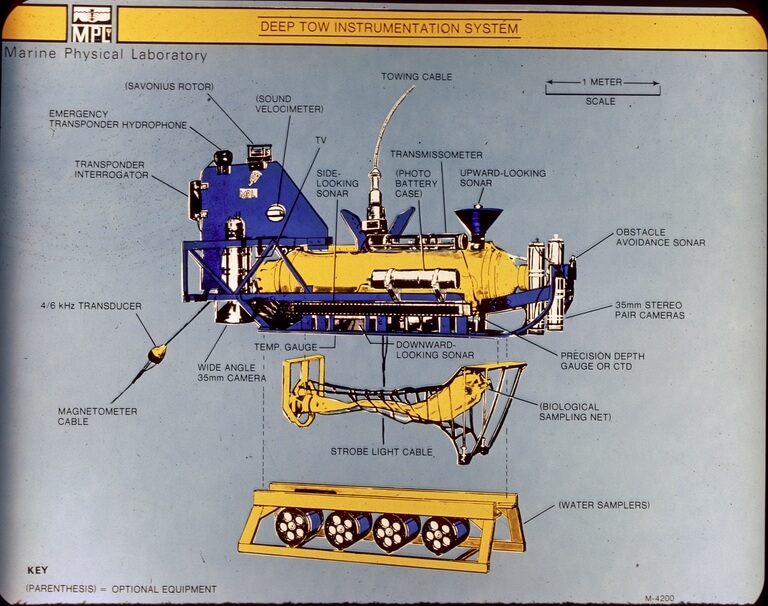 DEEP TOW INSTRUMENTATION SYSTEM
MPL
Marine Physical Laboratory
(SAVONIUS ROTOR)
(SOUND
VELOCIMETER)
TOWING CABLE
1 METER
SCALE
EMERGENCY
TRANSPONDER HYDROPHONE
TV
TRANSMISSOMETER
TRANSPONDER
INTERROGATOR
SIDE-
LOOKING
SONAR
(PHOTO
BATTERY
CASE)
UPWARD-LOOKING
SONAR
OBSTACLE
AVOIDANCE SONAR
4/6 kHz TRANSDUCER
35mm STEREO
PAIR CAMERAS
TEMP. GAUGE
DOWNWARD-
LOOKING SONAR
WIDE ANGLE
35mm CAMERA
PRECISION DEPTH
GAUGE OR CTD
MAGNETOMETER
CABLE
(BIOLOGICAL
SAMPLING NET)
STROBE LIGHT CABLE
(WATER SAMPLERS)
KEY
(PARENTHESIS) = OPTIONAL EQUIPMENT
M-4200